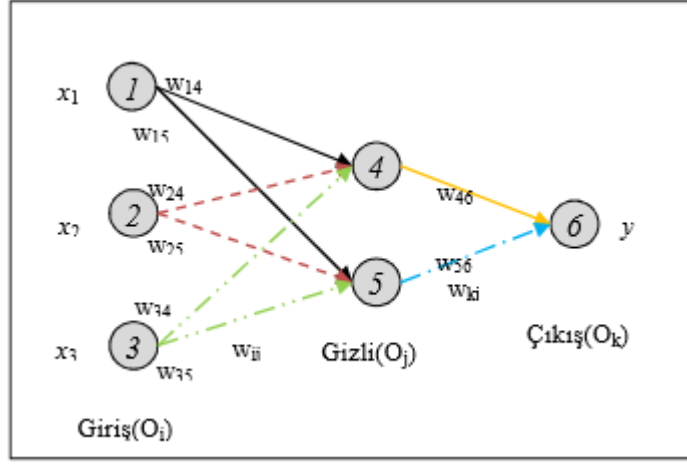 x1
1
w14
w15
4
w24
w46
x2
2
6
y
w25
5
w56
wki
w34
x3
3
wij
Gizli(Oj)
Çıkış(Ok)
w35
Giriş(Oi)